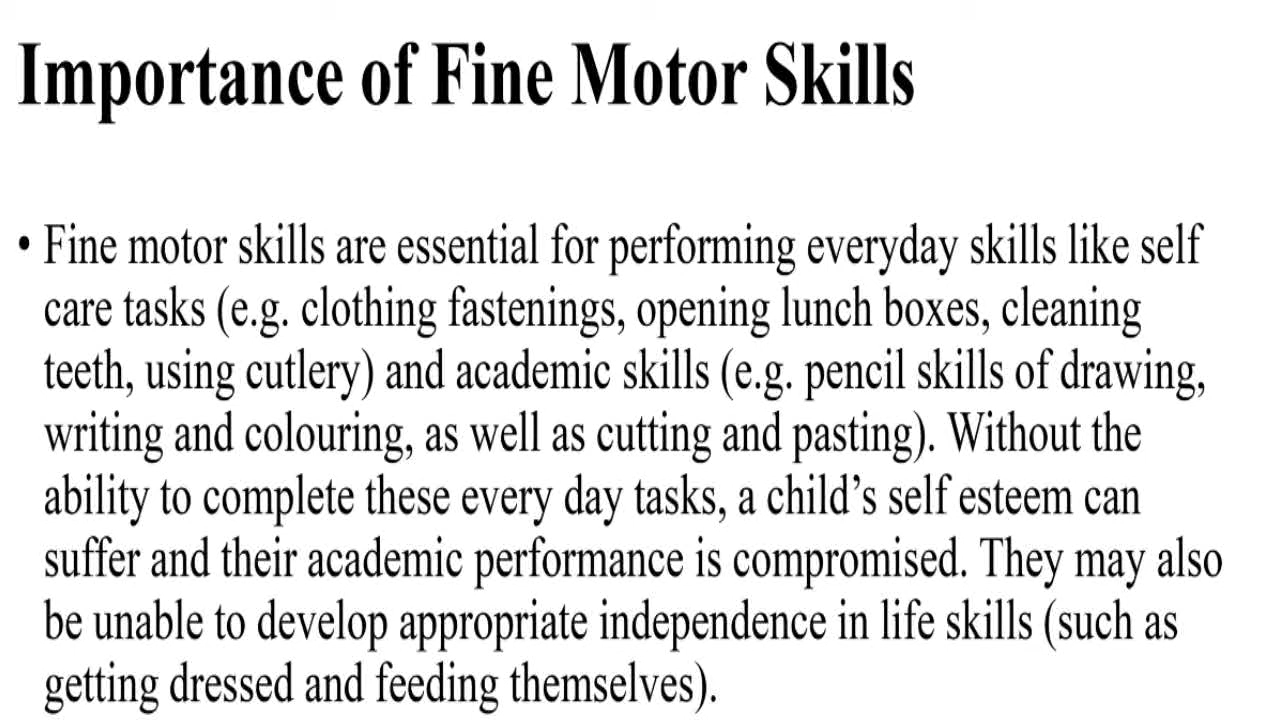 Importance of Fine Motor Skills
• Fine motor skills are essential for performing everyday skills like self
care tasks (e.g. clothing fastenings, opening lunch boxes, cleaning
teeth, using cutlery) and academic skills (e.g. pencil skills of drawing,
writing and colouring, as well as cutting and pasting). Without the
ability to complete these every day tasks, a child’s self esteem can
suffer and their academic performance is compromised. They may also
be unable to develop appropriate independence in life skills (such as
getting dressed and feeding themselves).